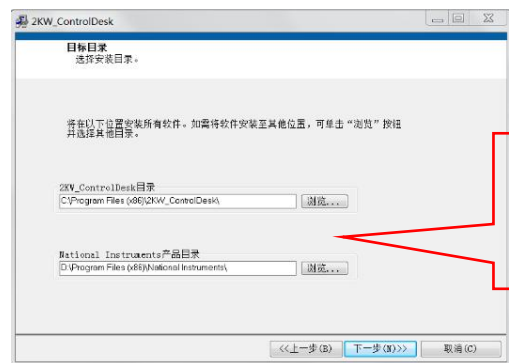 2KW_ControlDesk
目标目录
选择安装目录。
将在以下位置安装所有软件。如需将软件安装至其他位置，可单击“浏览”按钮
并选择其他目录。
2KW_ControlDesk目录
C:\Program Files (x86)\2KW_ControlDesk\
浏览...
National Instruments产品目录
D:\Program Files (x86)\National Instruments\
浏览...
<<上一步(B) 下一步(N)>> 取消(C)